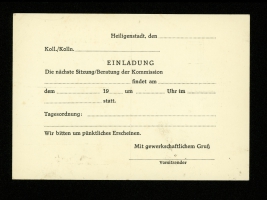 Heiligenstadt, den
Koll./Kolln.
EINLADUNG
Die nächste Sitzung/Beratung der Kommission
findet am
dem 19 um Uhr im
statt.
Tagesordnung:
Wir bitten um pünktliches Erscheinen.
Mit gewerkschaftlichem Gruß
Vorsitzender